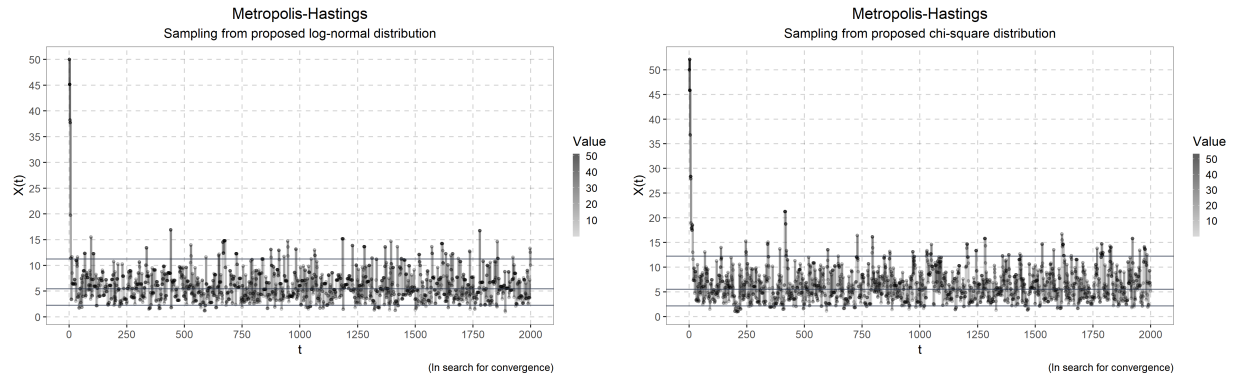 Metropolis-Hastings
Sampling from proposed log-normal distribution
50
45
40
35
30
25
20
15
10
5
0
X(t)
0 250 500 750 1000 1250 1500 1750 2000
t
(In search for convergence)
Value
50
40
30
20
10
Metropolis-Hastings
Sampling from proposed chi-square distribution
50
45
40
35
30
25
20
15
10
5
0
X(t)
0 250 500 750 1000 1250 1500 1750 2000
t
(In search for convergence)
Value
50
40
30
20
10